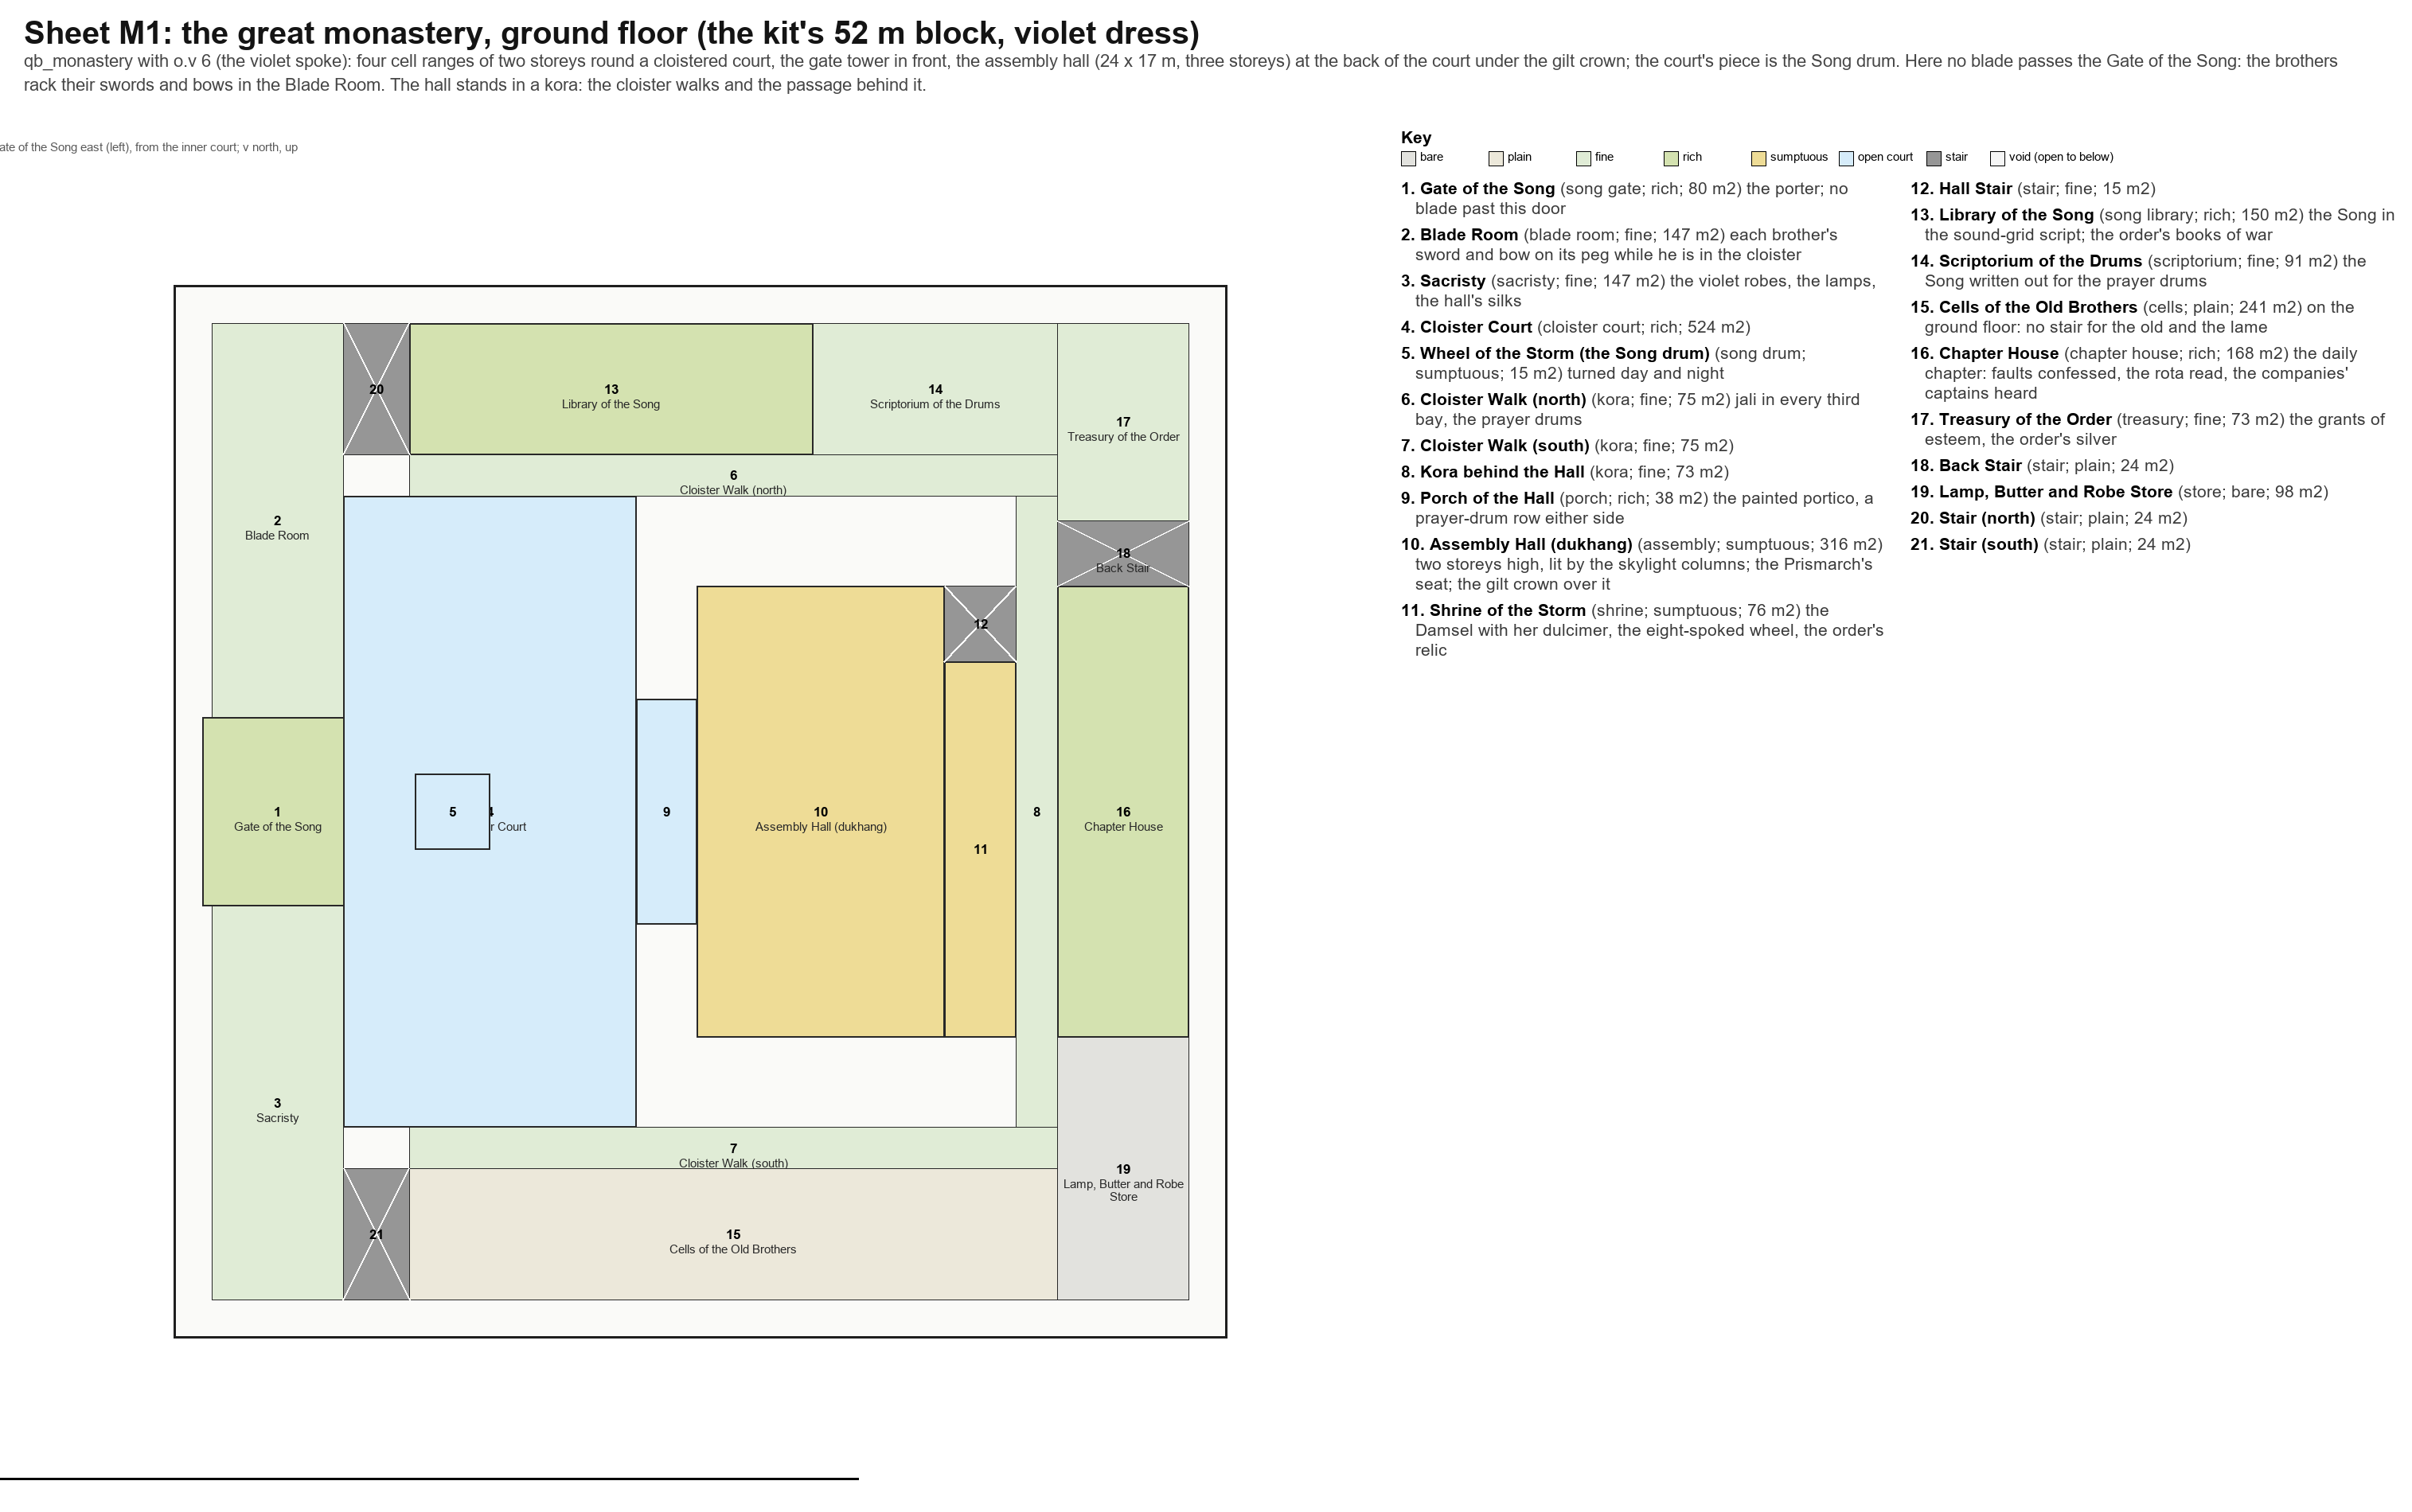 Sheet M1: the great monastery, ground floor (the kit's 52 m block, violet dress)
qb_monastery with o.v 6 (the violet spoke): four cell ranges of two storeys round a cloistered court, the gate tower in front, the assembly hall (24 x 17 m, three storeys) at the back of the court under the gilt crown; the court's piece is the Song drum. Here no blade passes the Gate of the Song: the brothers
rack their swords and bows in the Blade Room. The hall stands in a kora: the cloister walks and the passage behind it.
ate of the Song east (left), from the inner court; v north, up
20
13
Library of the Song
14
Scriptorium of the Drums
17
Treasury of the Order
6
Cloister Walk (north)
2
Blade Room
18
Back Stair
12
1
Gate of the Song
5
4
r Court
9
10
Assembly Hall (dukhang)
11
8
16
Chapter House
3
Sacristy
7
Cloister Walk (south)
19
Lamp, Butter and Robe
Store
21
15
Cells of the Old Brothers
Key
bare
plain
fine
rich
sumptuous
open court
stair
void (open to below)
1. Gate of the Song (song gate; rich; 80 m2) the porter; no
blade past this door
2. Blade Room (blade room; fine; 147 m2) each brother's
sword and bow on its peg while he is in the cloister
3. Sacristy (sacristy; fine; 147 m2) the violet robes, the lamps,
the hall's silks
4. Cloister Court (cloister court; rich; 524 m2)
5. Wheel of the Storm (the Song drum) (song drum;
sumptuous; 15 m2) turned day and night
6. Cloister Walk (north) (kora; fine; 75 m2) jali in every third
bay, the prayer drums
7. Cloister Walk (south) (kora; fine; 75 m2)
8. Kora behind the Hall (kora; fine; 73 m2)
9. Porch of the Hall (porch; rich; 38 m2) the painted portico, a
prayer-drum row either side
10. Assembly Hall (dukhang) (assembly; sumptuous; 316 m2)
two storeys high, lit by the skylight columns; the Prismarch's
seat; the gilt crown over it
11. Shrine of the Storm (shrine; sumptuous; 76 m2) the
Damsel with her dulcimer, the eight-spoked wheel, the order's
relic
12. Hall Stair (stair; fine; 15 m2)
13. Library of the Song (song library; rich; 150 m2) the Song in
the sound-grid script; the order's books of war
14. Scriptorium of the Drums (scriptorium; fine; 91 m2) the
Song written out for the prayer drums
15. Cells of the Old Brothers (cells; plain; 241 m2) on the
ground floor: no stair for the old and the lame
16. Chapter House (chapter house; rich; 168 m2) the daily
chapter: faults confessed, the rota read, the companies'
captains heard
17. Treasury of the Order (treasury; fine; 73 m2) the grants of
esteem, the order's silver
18. Back Stair (stair; plain; 24 m2)
19. Lamp, Butter and Robe Store (store; bare; 98 m2)
20. Stair (north) (stair; plain; 24 m2)
21. Stair (south) (stair; plain; 24 m2)